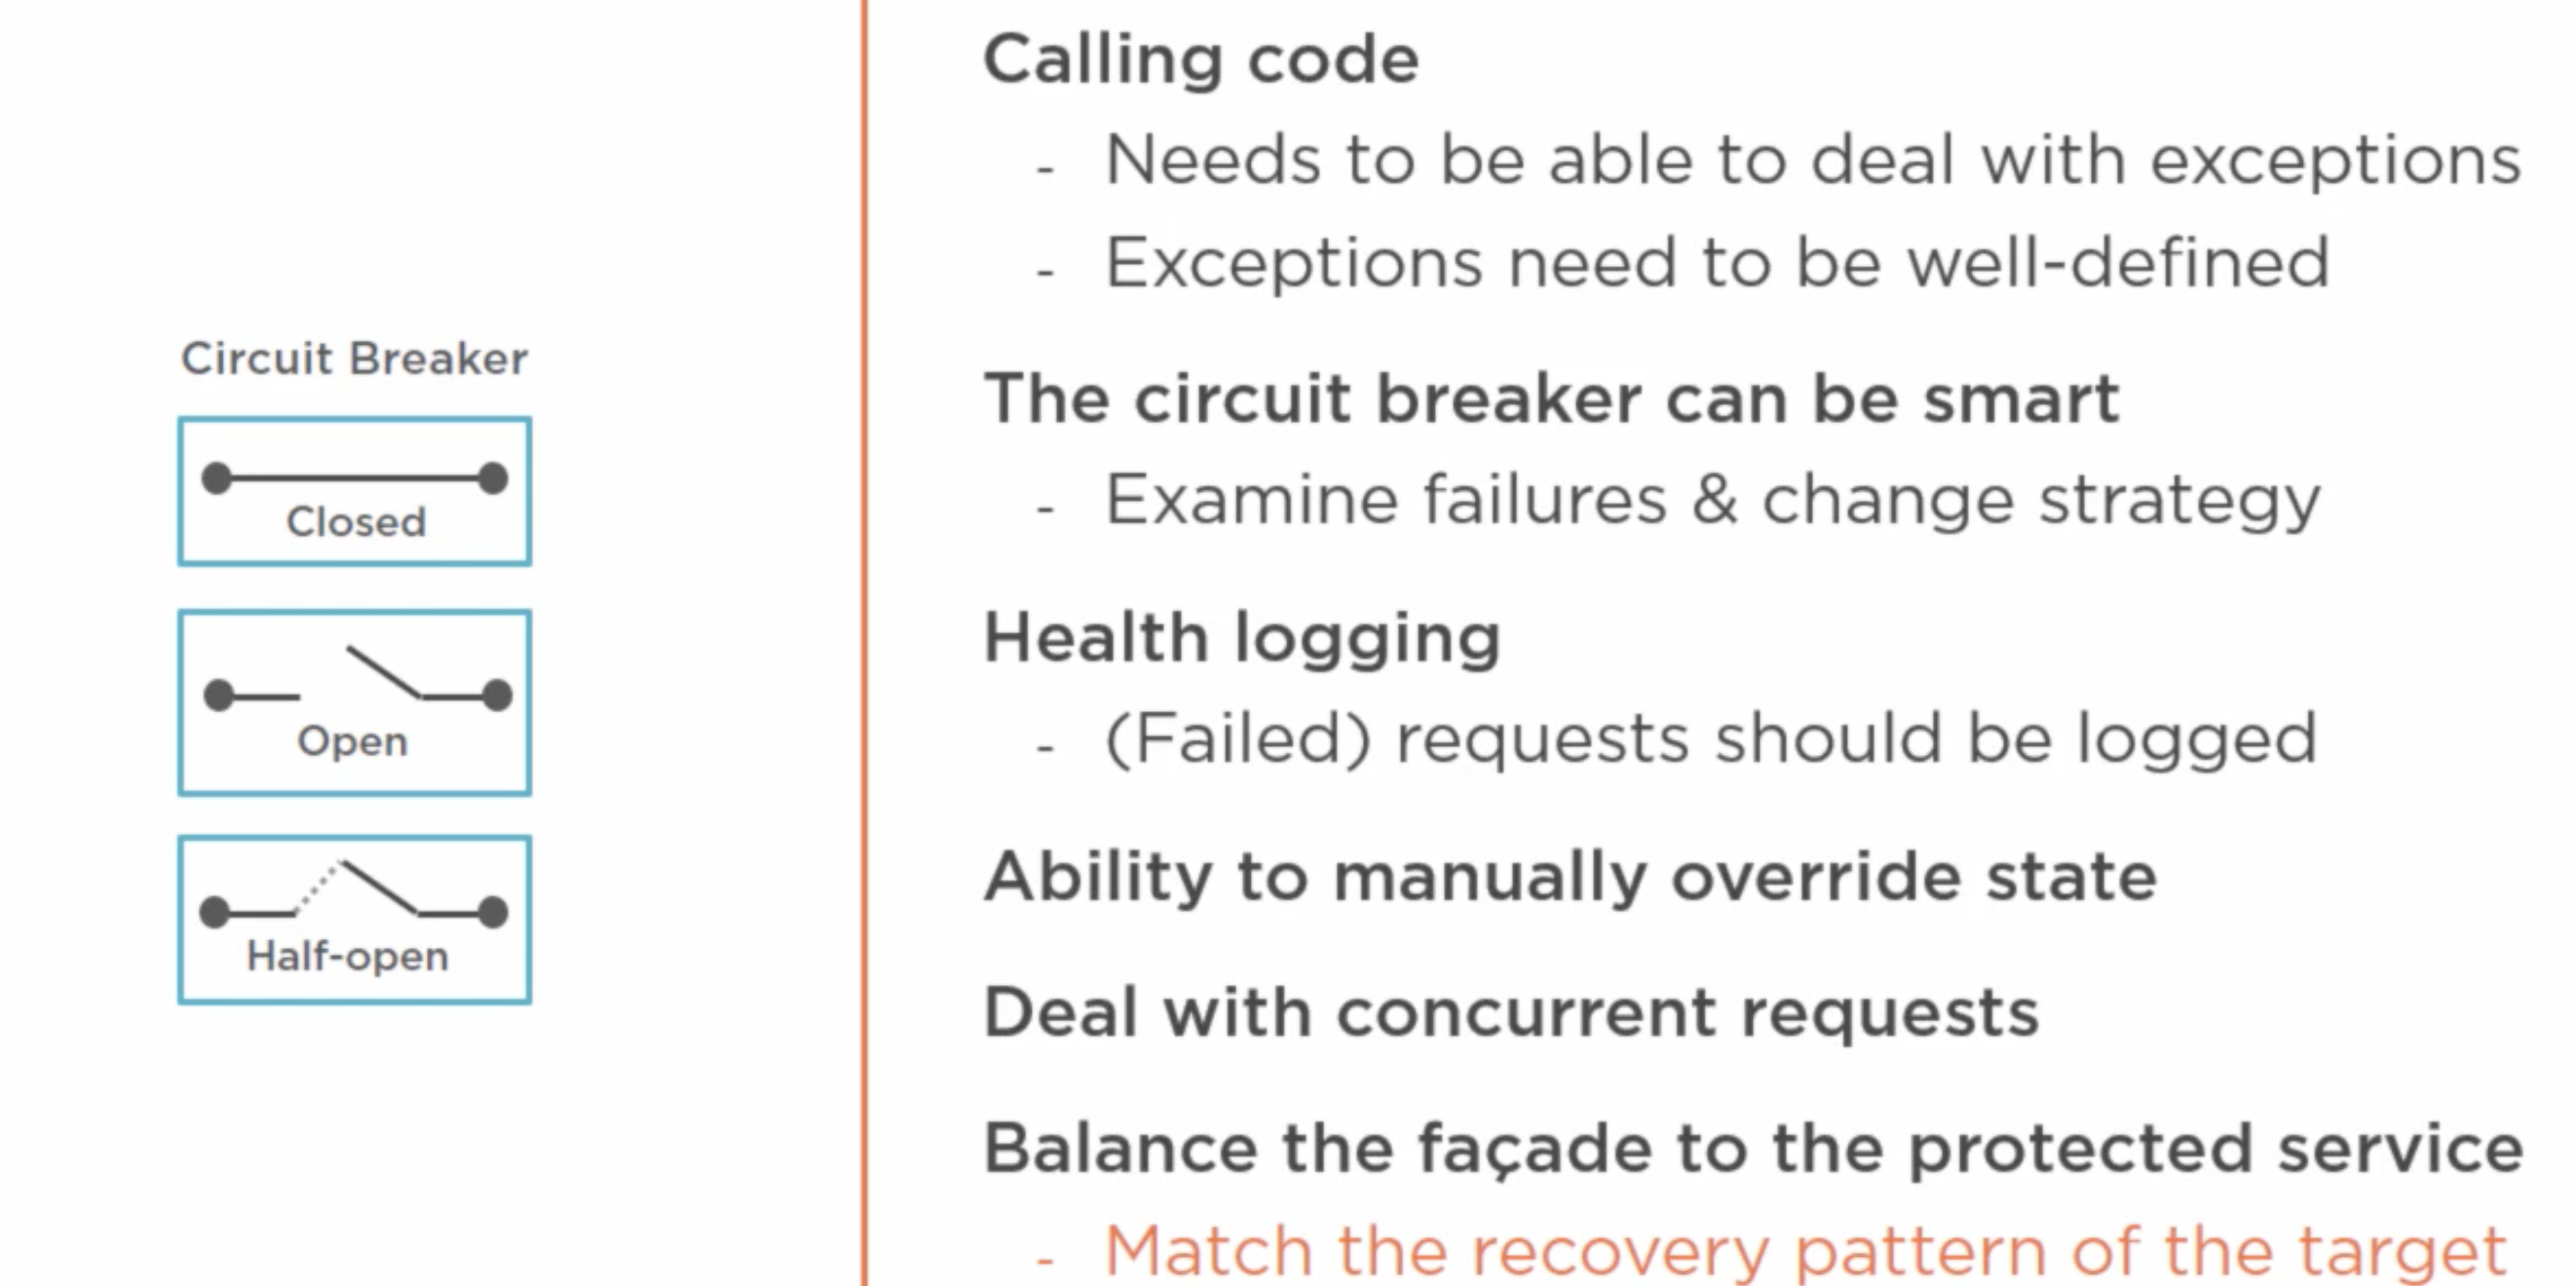 Circuit Breaker
Closed
Open
Half-open
Calling code
- Needs to be able to deal with exceptions
- Exceptions need to be well-defined
The circuit breaker can be smart
- Examine failures & change strategy
Health logging
- (Failed) requests should be logged
Ability to manually override state
Deal with concurrent requests
Balance the façade to the protected service
- Match the recovery pattern of the target